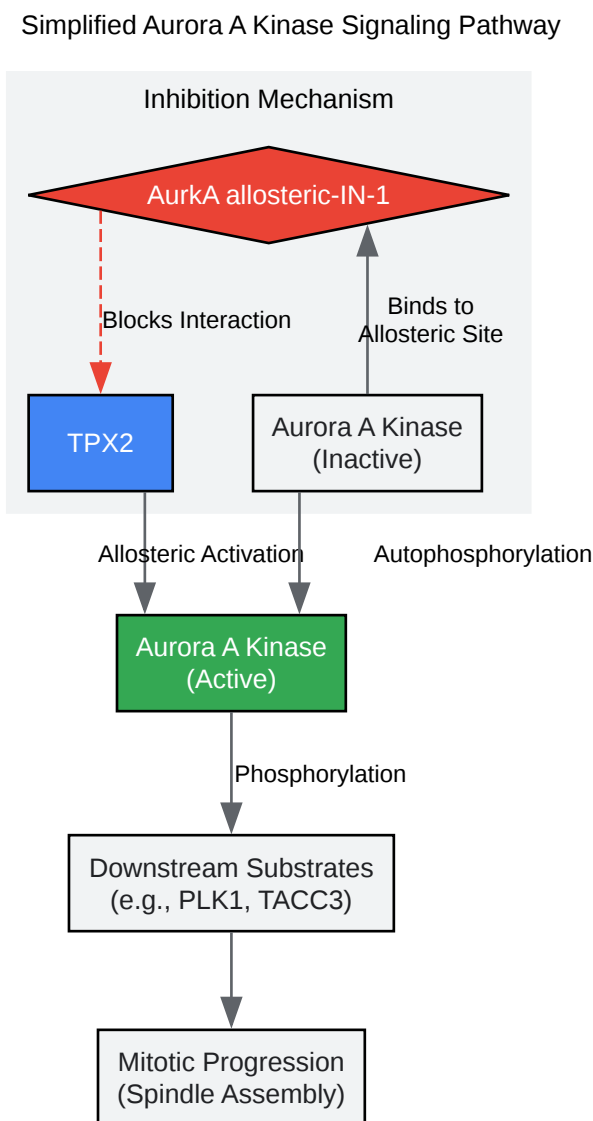 Simplified Aurora A Kinase Signaling Pathway
Inhibition Mechanism
AurkA allosteric-IN-1
Blocks Interaction
Binds to
Allosteric Site
TPX2
Aurora A Kinase
(Inactive)
Allosteric Activation
Autophosphorylation
Aurora A Kinase
(Active)
Phosphorylation
Downstream Substrates
(e.g., PLK1, TACC3)
Mitotic Progression
(Spindle Assembly)